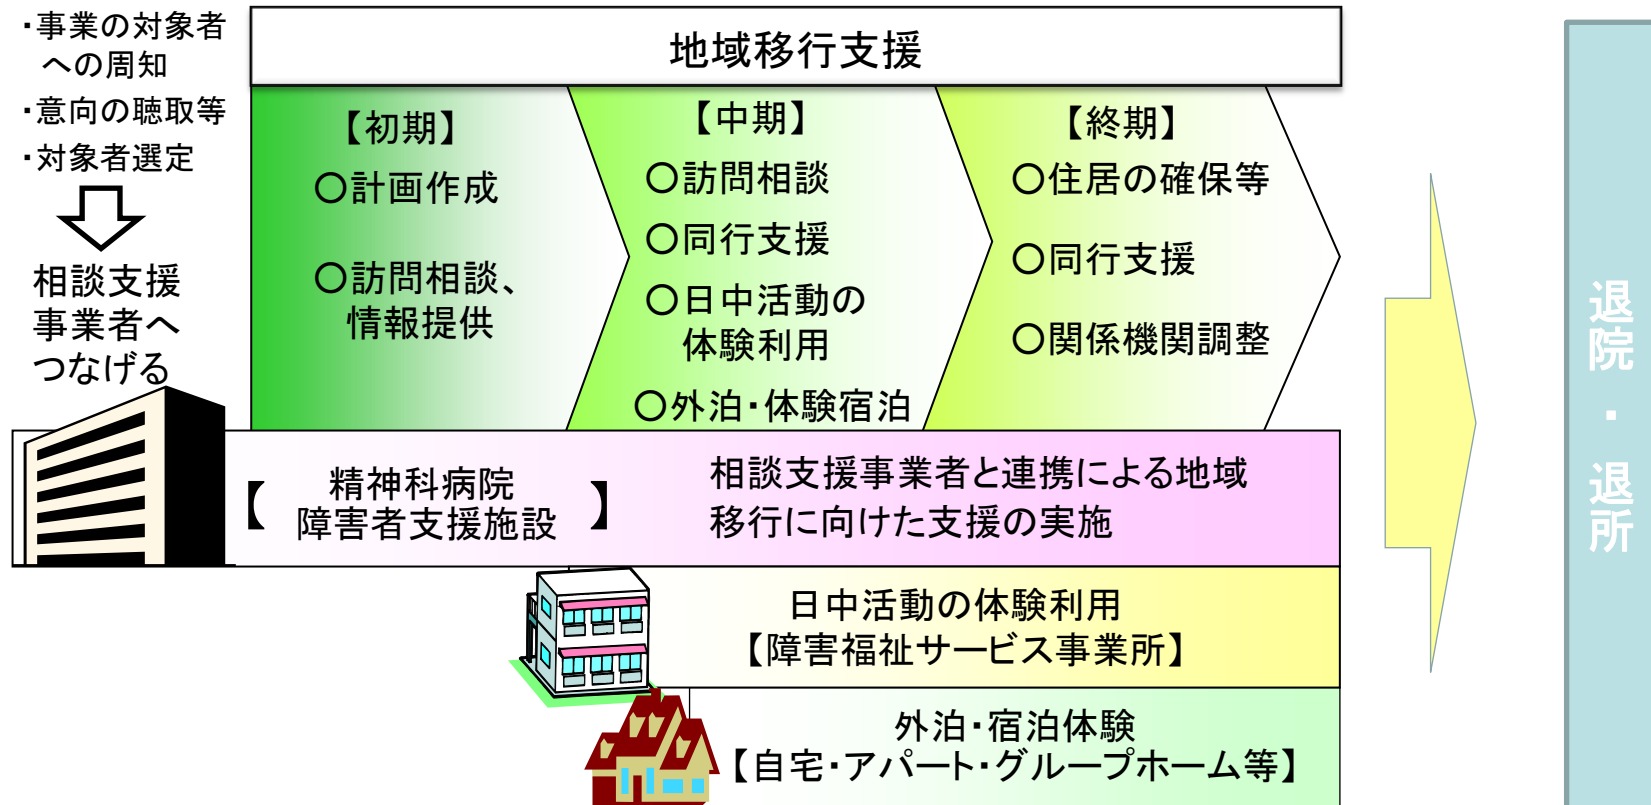 ・事業の対象者
への周知
・意向の聴取等
・対象者選定
相談支援
事業者へ
つなげる
地域移行支援
【初期】
○計画作成
○訪問相談、
情報提供
【中期】
○訪問相談
○同行支援
○日中活動の
体験利用
○外泊・体験宿泊
【終期】
○住居の確保等
○同行支援
○関係機関調整
【 精神科病院
障害者支援施設 】
相談支援事業者と連携による地域
移行に向けた支援の実施
日中活動の体験利用
【障害福祉サービス事業所】
外泊・宿泊体験
【自宅・アパート・グループホーム等】
退院・退所